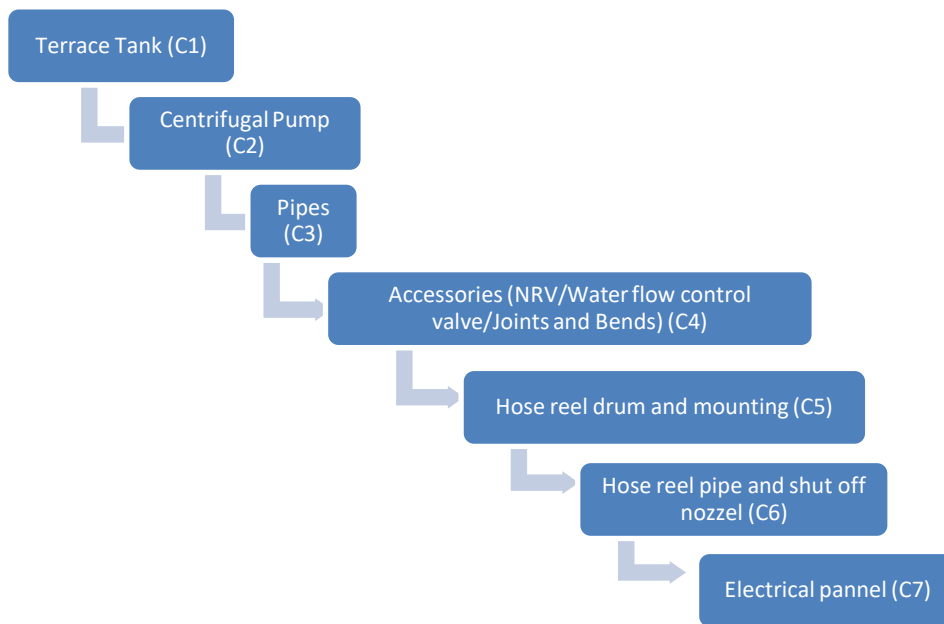 Terrace Tank (C1)
Centrifugal Pump
(C2)
Pipes
(C3)
Accessories (NRV/Water flow control
valve/Joints and Bends) (C4)
Hose reel drum and mounting (C5)
Hose reel pipe and shut off
nozzel (C6)
Electrical pannel (C7)